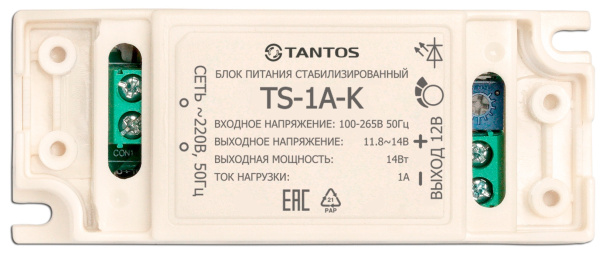 TANTOS
БЛОК ПИТАНИЯ СТАБИЛИЗИРОВАННЫЙ
TS-1A-K
ВХОДНОЕ НАПРЯЖЕНИЕ: 100-265В 50Гц
ВЫХОДНОЕ НАПРЯЖЕНИЕ: 11.8~14В +
ВЫХОДНАЯ МОЩНОСТЬ: 14Вт
ТОК НАГРУЗКИ: 1А −
EAC
21
PAP
СЕТЬ ~220В, 50Гц
ВЫХОД 12В
CON1